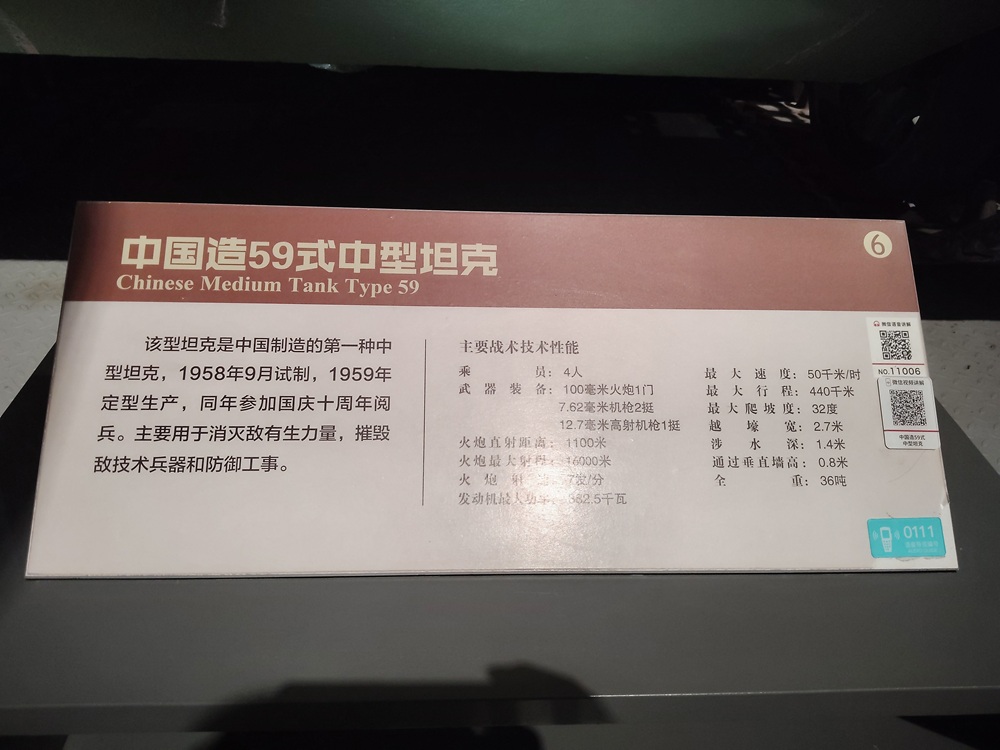 中国造59式中型坦克
Chinese Medium Tank Type 59
6
该型坦克是中国制造的第一种中
型坦克，1958年9月试制，1959年
定型生产，同年参加国庆十周年阅
兵。主要用于消灭敌有生力量，摧毁
敌技术兵器和防御工事。
主要战术技术性能
乘员：4人
武器装备：100毫米火炮1门
7.62毫米机枪2挺
12.7毫米高射机枪1挺
火炮直射距离：1100米
火炮最大射程：16000米
火炮射 7发/分
发动机最大功率：382.5千瓦
最大速度：50千米/时
最大行程：440千米
最大爬坡度：32度
越壕宽：2.7米
涉水深：1.4米
通过垂直墙高：0.8米
全重：36吨
微信语音讲解
NO.11006
微信视频讲解
中国造59式
中型坦克
0111